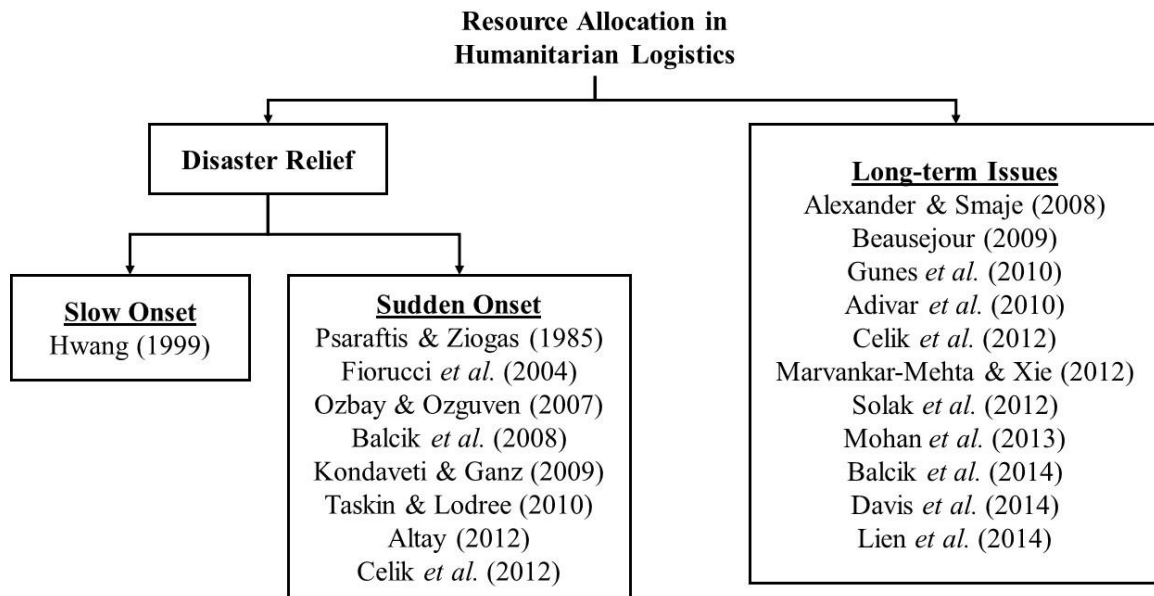 Resource Allocation in
Humanitarian Logistics
Disaster Relief
Slow Onset
Hwang (1999)
Sudden Onset
Psaraftis & Ziogas (1985)
Fiorucci et al. (2004)
Ozbay & Ozguven (2007)
Balcik et al. (2008)
Kondaveti & Ganz (2009)
Taskin & Lodree (2010)
Altay (2012)
Celik et al. (2012)
Long-term Issues
Alexander & Smaje (2008)
Beausejour (2009)
Gunes et al. (2010)
Adivar et al. (2010)
Celik et al. (2012)
Marvankar-Mehta & Xie (2012)
Solak et al. (2012)
Mohan et al. (2013)
Balcik et al. (2014)
Davis et al. (2014)
Lien et al. (2014)